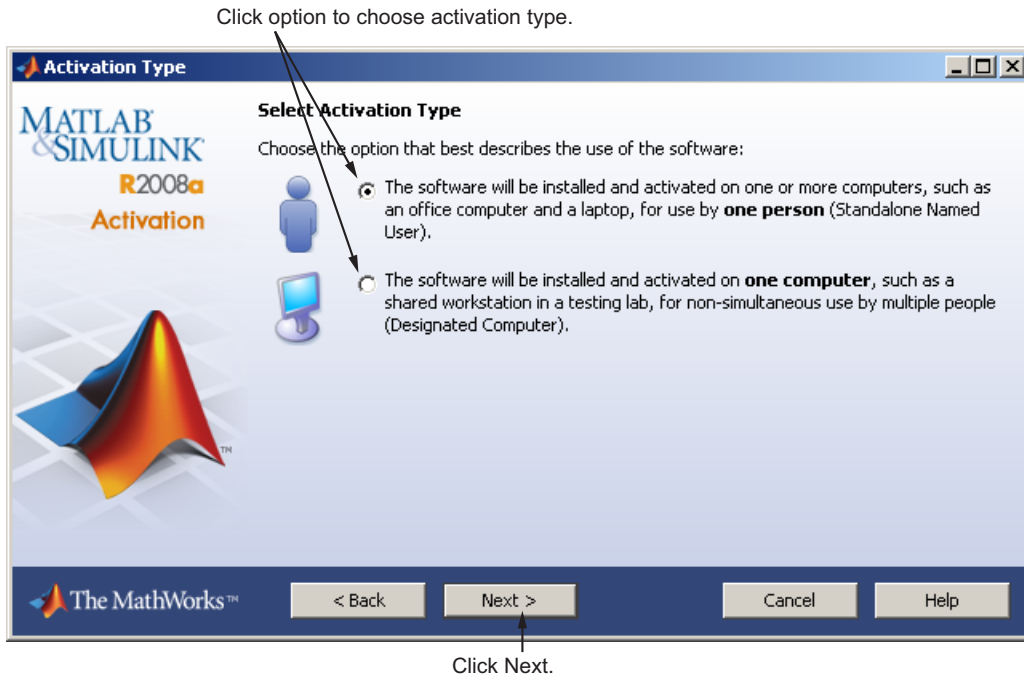 Click option to choose activation type.
Activation Type
MATLAB
&SIMULINK
R2008a
Activation
Select Activation Type
Choose the option that best describes the use of the software:
The software will be installed and activated on one or more computers, such as
an office computer and a laptop, for use by one person (Standalone Named
User).
The software will be installed and activated on one computer, such as a
shared workstation in a testing lab, for non-simultaneous use by multiple people
(Designated Computer).
TM
The MathWorks™
< Back
Next >
Cancel
Help
Click Next.